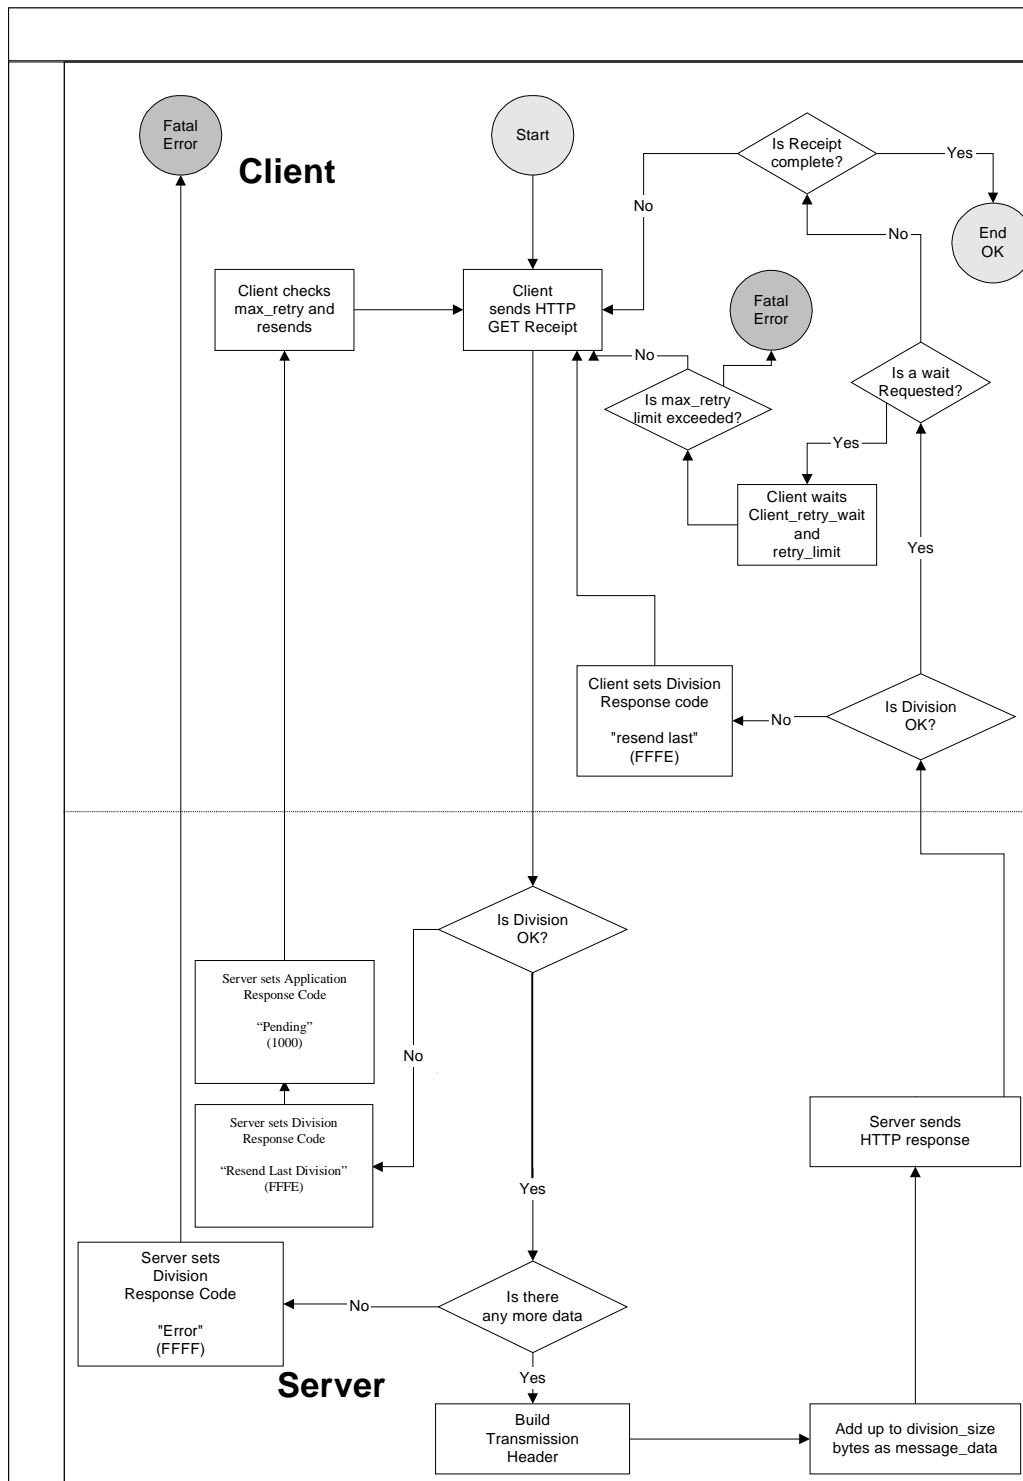 Fatal
Error
Start
Is Receipt
complete?
Yes
Client
No
End
OK
No
Client checks
max_retry and
resends
Client
sends HTTP
GET Receipt
Fatal
Error
No
Is a wait
Requested?
Is max_retry
limit exceeded?
Yes
Client waits
Client_retry_wait
and
retry_limit
Yes
Client sets Division
Response code
"resend last"
(FFFE)
No
Is Division
OK?
Is Division
OK?
Server sets Application
Response Code
“Pending”
(1000)
No
Server sets Division
Response Code
“Resend Last Division”
(FFFE)
Server sends
HTTP response
Yes
Server sets
Division
Response Code
"Error"
(FFFF)
No
Is there
any more data
Yes
Server
Build
Transmission
Header
Add up to division_size
bytes as message_data